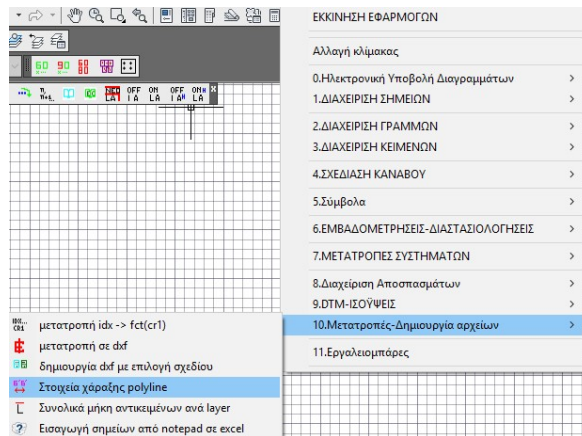 ΕΚΚΙΝΗΣΗ ΕΦΑΡΜΟΓΩΝ
Αλλαγή κλίμακας
0.Ηλεκτρονική Υποβολή Διαγραμμάτων
1.ΔΙΑΧΕΙΡΙΣΗ ΣΗΜΕΙΩΝ
2.ΔΙΑΧΕΙΡΙΣΗ ΓΡΑΜΜΩΝ
3.ΔΙΑΧΕΙΡΙΣΗ ΚΕΙΜΕΝΩΝ
4.ΣΧΕΔΙΑΣΗ ΚΑΝΑΒΟΥ
5.Σύμβολα
6.ΕΜΒΑΔΟΜΕΤΡΗΣΕΙΣ-ΔΙΑΣΤΑΣΙΟΛΟΓΗΣΕΙΣ
7.ΜΕΤΑΤΡΟΠΕΣ ΣΥΣΤΗΜΑΤΩΝ
8.Διαχείριση Αποσπασμάτων
9.DTM-ΙΣΟΫΨΕΙΣ
10.Μετατροπές-Δημιουργία αρχείων
11.Εργαλειομπάρες
μετατροπή idx -> fct(cr1)
μετατροπή σε dxf
δημιουργία dxf με επιλογή σχεδίου
Στοιχεία χάραξης polyline
Συνολικά μήκη αντικειμένων ανά layer
Εισαγωγή σημείων από notepad σε excel
OFF ON OFF ON
LA LA